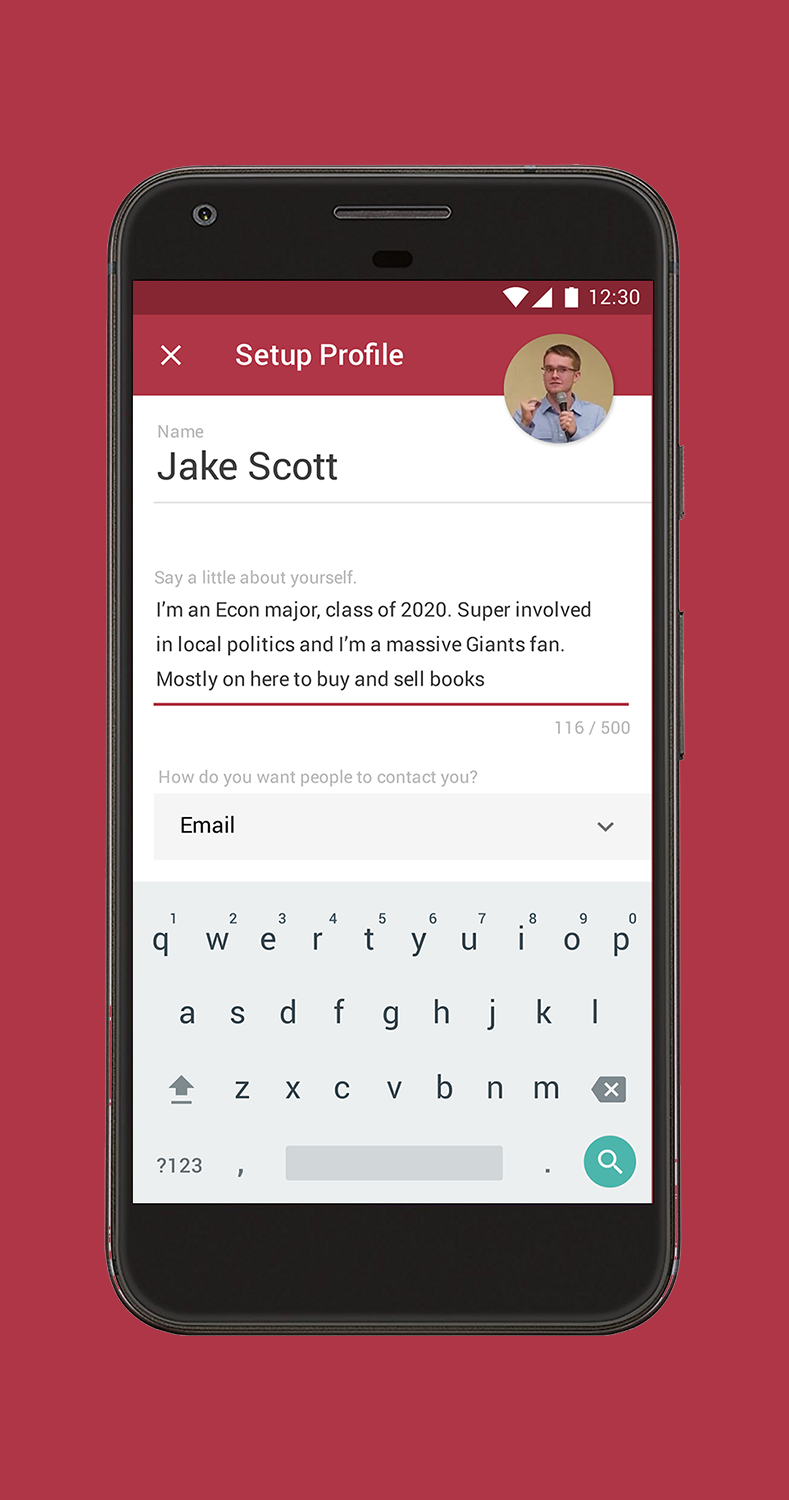 12:30
Setup Profile
Name
Jake Scott
Say a little about yourself.
I’m an Econ major, class of 2020. Super involved
in local politics and I’m a massive Giants fan.
Mostly on here to buy and sell books
116 / 500
How do you want people to contact you?
Email
1 2 3 4 5 6 7 8 9 0
q w e r t y u i o p
a s d f g h j k l
z x c v b n m
?123 , .